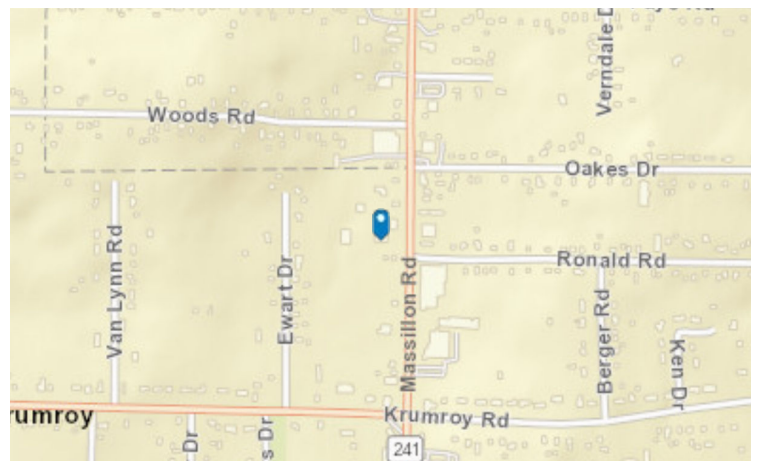 Verndale D
Woods Rd
Oakes Dr
Ronald Rd
Van Lynn Rd
Ewart Dr
Massillon Rd
Berger Rd
Ken Dr
rumroy
Krumroy Rd
Dr
s Dr
241